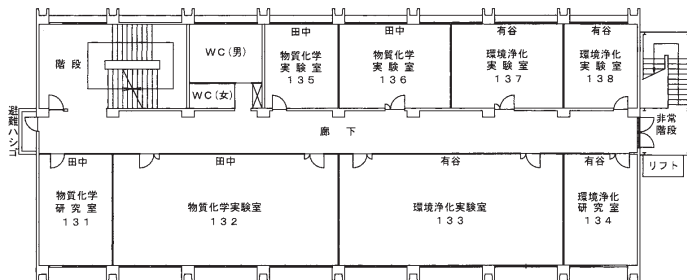 階段
WC(男)
WC(女)
田中
物質化学
実験室
135
田中
物質化学
実験室
136
有谷
環境浄化
実験室
137
有谷
環境浄化
実験室
138
避難ハシゴ
廊下
非常
階段
リフト
田中
物質化学
研究室
131
田中
物質化学実験室
132
有谷
環境浄化実験室
133
有谷
環境浄化
研究室
134